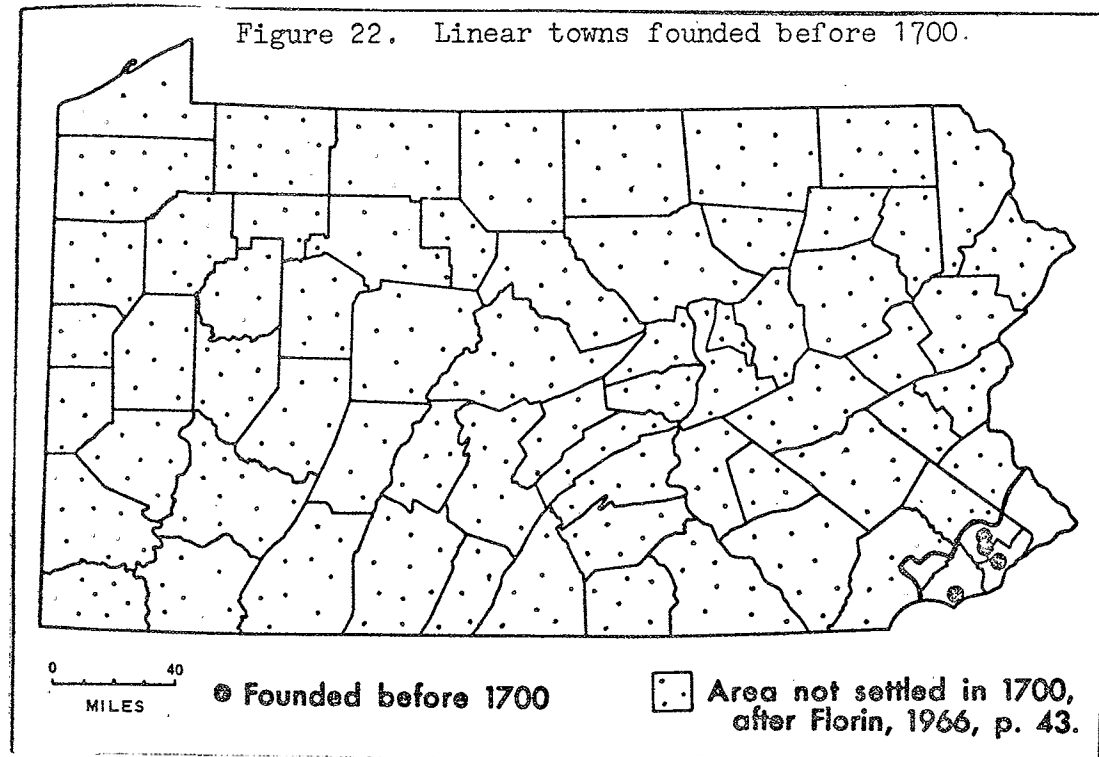 Figure 22. Linear towns founded before 1700.
0 40
MILES
Founded before 1700
Area not settled in 1700,
after Florin, 1966, p. 43.